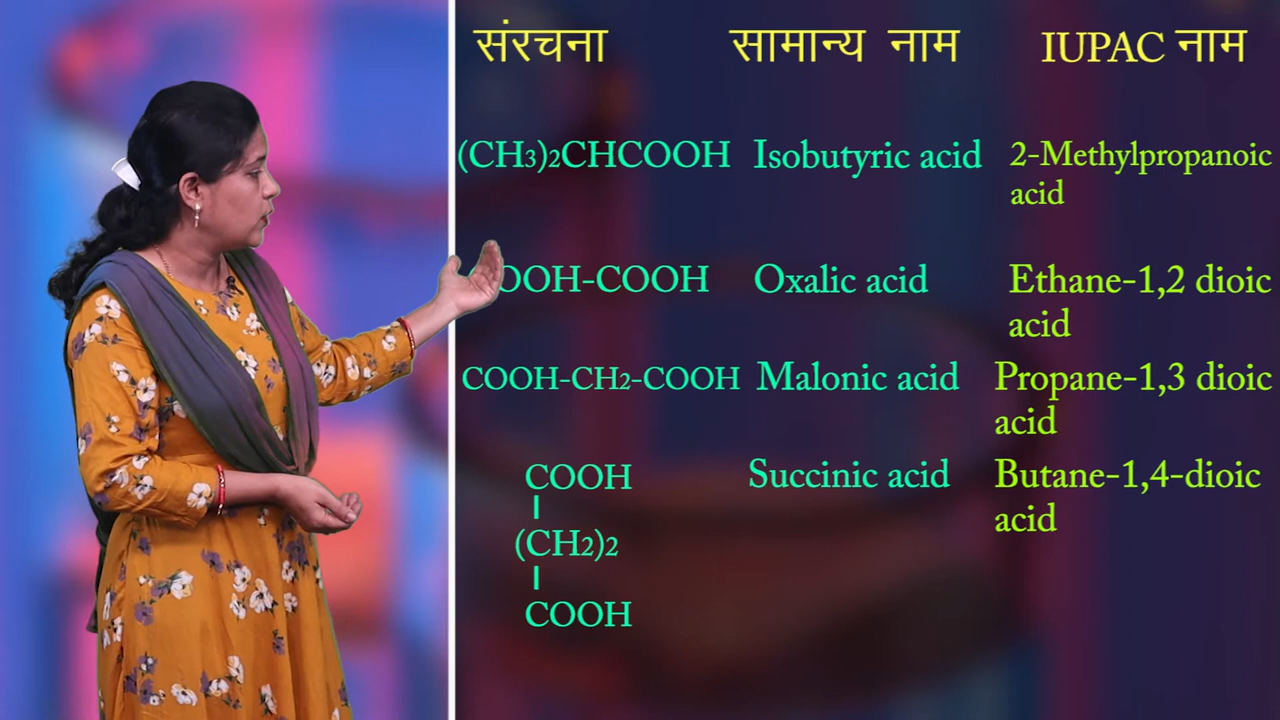 संरचना सामान्य नाम IUPAC नाम
(CH3)2CHCOOH Isobutyric acid 2-Methylpropanoic
acid
OOH-COOH Oxalic acid Ethane-1,2 dioic
acid
COOH-CH2-COOH Malonic acid Propane-1,3 dioic
acid
COOH Succinic acid Butane-1,4-dioic
acid
(CH2)2
COOH